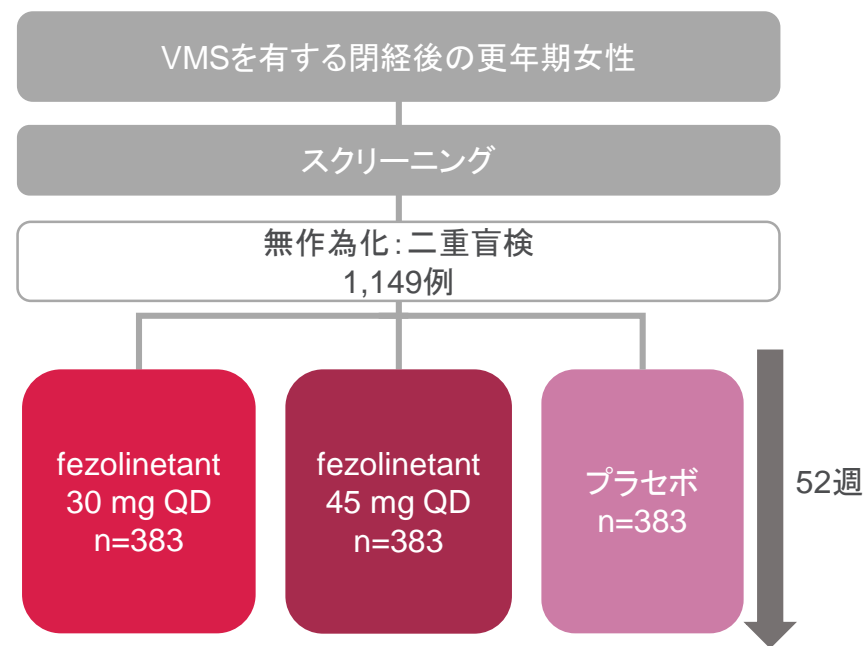 VMSを有する閉経後の更年期女性
スクリーニング
無作為化：二重盲検
1,149例
fezolinetant
30 mg QD
n=383
fezolinetant
45 mg QD
n=383
プラセボ
n=383
52週